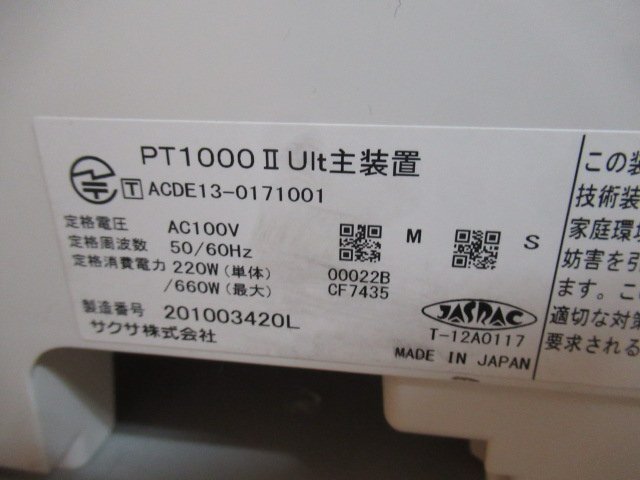 PT1000ⅡUlt主装置
T ACDE13-0171001
定格電圧 AC100V
定格周波数 50/60Hz
定格消費電力 220W(単体)
/660W(最大)
M
S
00022B
CF7435
製造番号 201003420L
サクサ株式会社
JASPAC
T-12A0117
MADE IN JAPAN
この装
技術装
家庭環境
妨害を引
ます。こ
適切な対策
要求される